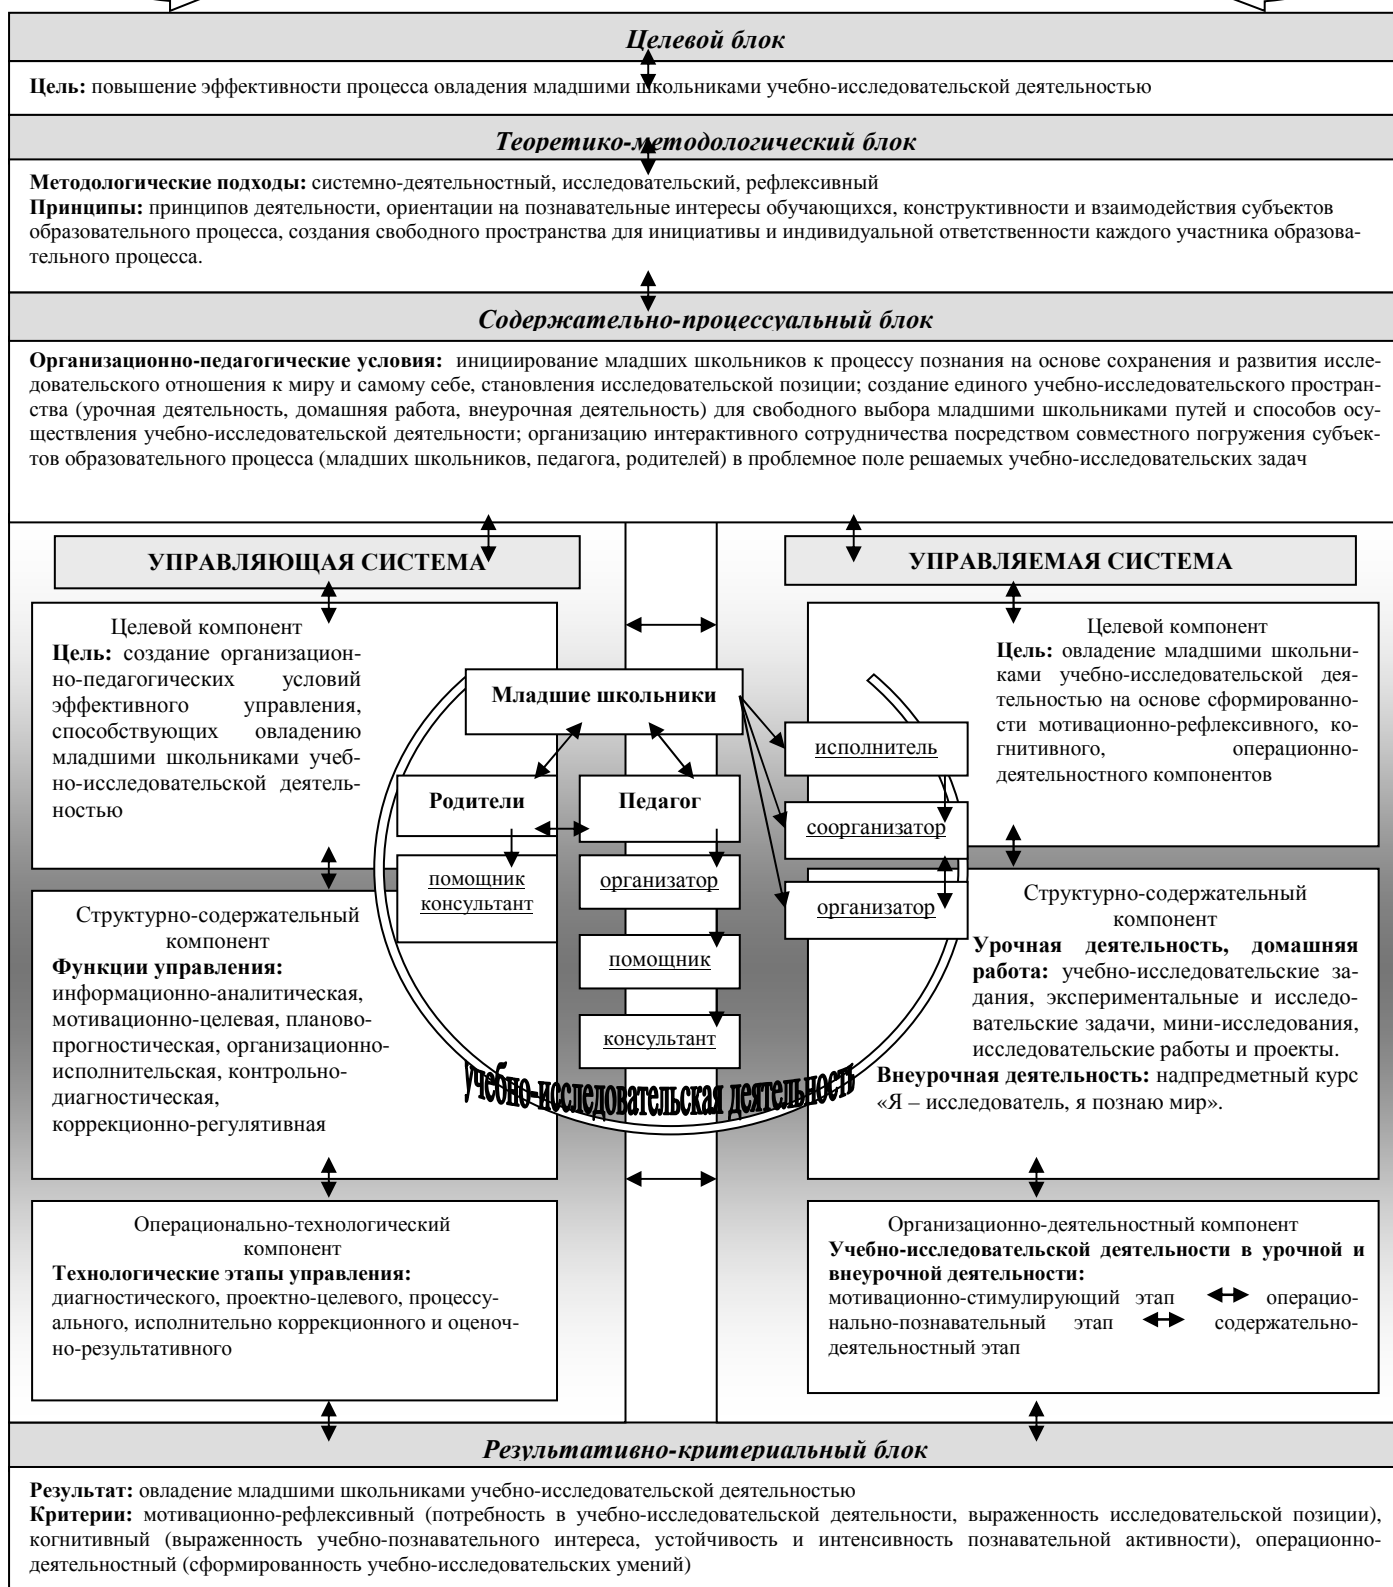 Целевой блок
Цель: повышение эффективности процесса овладения младшими школьниками учебно-исследовательской деятельностью
Теоретико-методологический блок
Методологические подходы: системно-деятельностный, исследовательский, рефлексивный
Принципы: принципов деятельности, ориентации на познавательные интересы обучающихся, конструктивности и взаимодействия субъектов
образовательного процесса, создания свободного пространства для инициативы и индивидуальной ответственности каждого участника образова-
тельного процесса.
Содержательно-процессуальный блок
Организационно-педагогические условия: инициирование младших школьников к процессу познания на основе сохранения и развития иссле-
довательского отношения к миру и самому себе, становления исследовательской позиции; создание единого учебно-исследовательского простран-
ства (урочная деятельность, домашняя работа, внеурочная деятельность) для свободного выбора младшими школьниками путей и способов осу-
ществления учебно-исследовательской деятельности; организацию интерактивного сотрудничества посредством совместного погружения субъек-
тов образовательного процесса (младших школьников, педагога, родителей) в проблемное поле решаемых учебно-исследовательских задач
УПРАВЛЯЮЩАЯ СИСТЕМА
Целевой компонент
Цель: создание организацион-
но-педагогических условий
эффективного управления,
способствующих овладению
младшими школьниками учеб-
но-исследовательской деятель-
ностью
Структурно-содержательный
компонент
Функции управления:
информационно-аналитическая,
мотивационно-целевая, планово-
прогностическая, организационно-
исполнительская, контрольно-
диагностическая,
коррекционно-регулятивная
Операционально-технологический
компонент
Технологические этапы управления:
диагностического, проектно-целевого, процессу-
ального, исполнительно коррекционного и оценоч-
но-результативного
Младшие школьники
Родители
помощник
консультант
Педагог
организатор
помощник
консультант
исполнитель
соорганизатор
организатор
Учебно-исследовательская деятельность
УПРАВЛЯЕМАЯ СИСТЕМА
Целевой компонент
Цель: овладение младшими школьни-
ками учебно-исследовательской дея-
тельностью на основе сформированно-
сти мотивационно-рефлексивного, ко-
гнитивного, операционно-
деятельностного компонентов
Структурно-содержательный
компонент
Урочная деятельность, домашняя
работа: учебно-исследовательские за-
дания, экспериментальные и исследо-
вательские задачи, мини-исследования,
исследовательские работы и проекты.
Внеурочная деятельность: надпредметный курс
«Я – исследователь, я познаю мир».
Организационно-деятельностный компонент
Учебно-исследовательской деятельности в урочной и
внеурочной деятельности:
мотивационно-стимулирующий этап операцио-
нально-познавательный этап содержательно-
деятельностный этап
Результативно-критериальный блок
Результат: овладение младшими школьниками учебно-исследовательской деятельностью
Критерии: мотивационно-рефлексивный (потребность в учебно-исследовательской деятельности, выраженность исследовательской позиции),
когнитивный (выраженность учебно-познавательного интереса, устойчивость и интенсивность познавательной активности), операционно-
деятельностный (сформированность учебно-исследовательских умений)